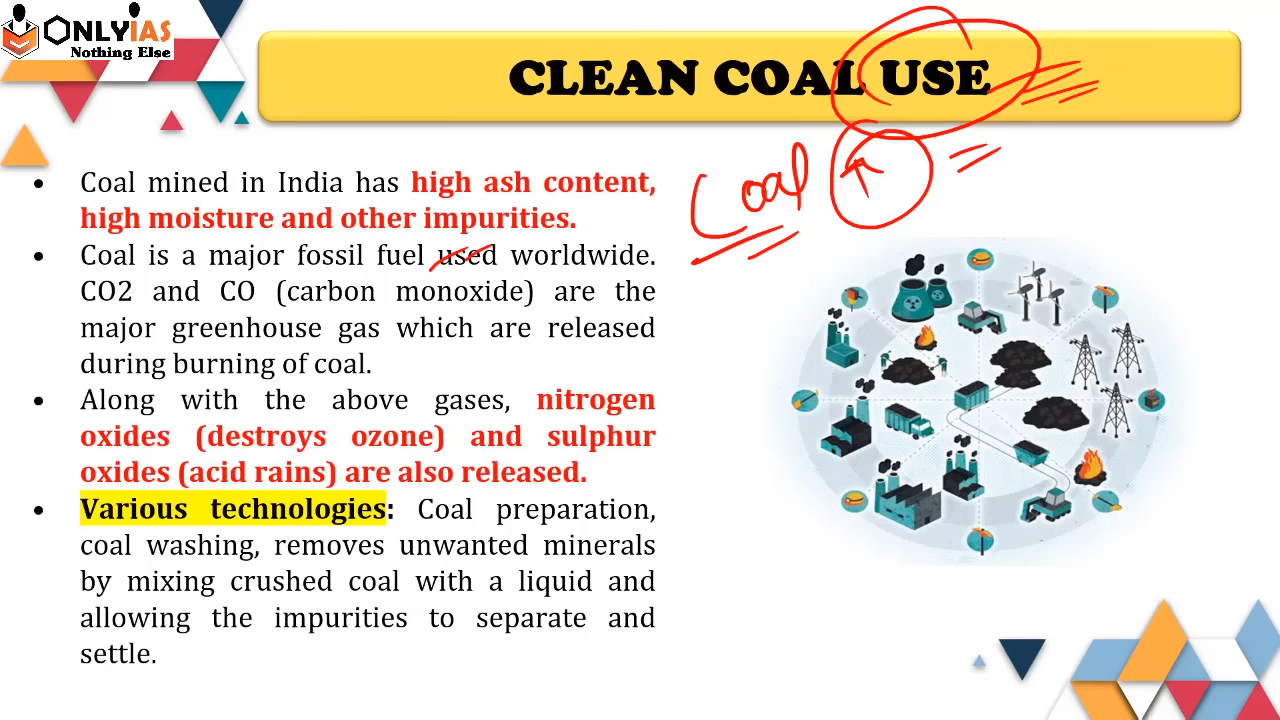 ONLYIAS
Nothing Else
CLEAN COAL USE
Coal ↑
• Coal mined in India has high ash content,
high moisture and other impurities.
• Coal is a major fossil fuel used worldwide.
CO2 and CO (carbon monoxide) are the
major greenhouse gas which are released
during burning of coal.
• Along with the above gases, nitrogen
oxides (destroys ozone) and sulphur
oxides (acid rains) are also released.
• Various technologies: Coal preparation,
coal washing, removes unwanted minerals
by mixing crushed coal with a liquid and
allowing the impurities to separate and
settle.